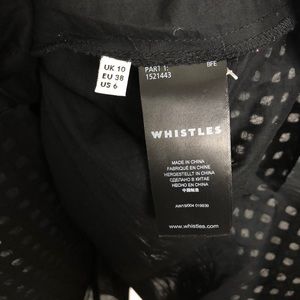 UK 10
EU 38
US 6
PART 1: BFE
1521443
WHISTLES
MADE IN CHINA
FABRIQUÉ EN CHINE
HERGESTELLT IN CHINA
СДЕЛАНО В КИТАЕ
HECHO EN CHINA
中国制造
www.whistles.com